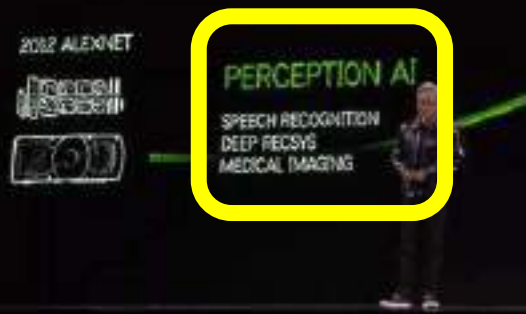 2012 ALEXNET
PERCEPTION AI
SPEECH RECOGNITION
DEEP RECSYS
MEDICAL IMAGING